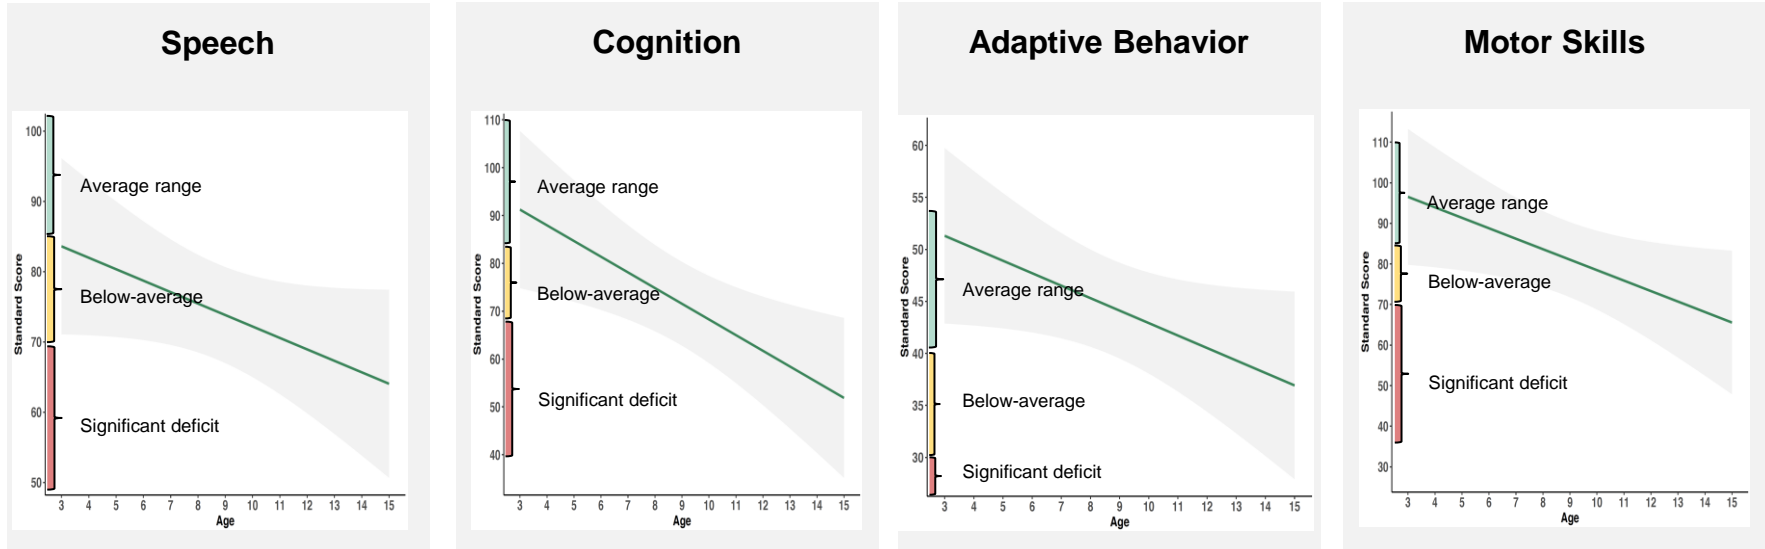 Speech
100
90
80
70
60
50
Standard Score
Average range
Below-average
Significant deficit
3 4 5 6 7 8 9 10 11 12 13 14 15
Age
Cognition
110
100
90
80
70
60
50
40
Standard Score
Average range
Below-average
Significant deficit
3 4 5 6 7 8 9 10 11 12 13 14 15
Age
Adaptive Behavior
60
55
50
45
40
35
30
Standard Score
Average range
Below-average
Significant deficit
3 4 5 6 7 8 9 10 11 12 13 14 15
Age
Motor Skills
110
100
90
80
70
60
50
40
30
Standard Score
Average range
Below-average
Significant deficit
3 4 5 6 7 8 9 10 11 12 13 14 15
Age